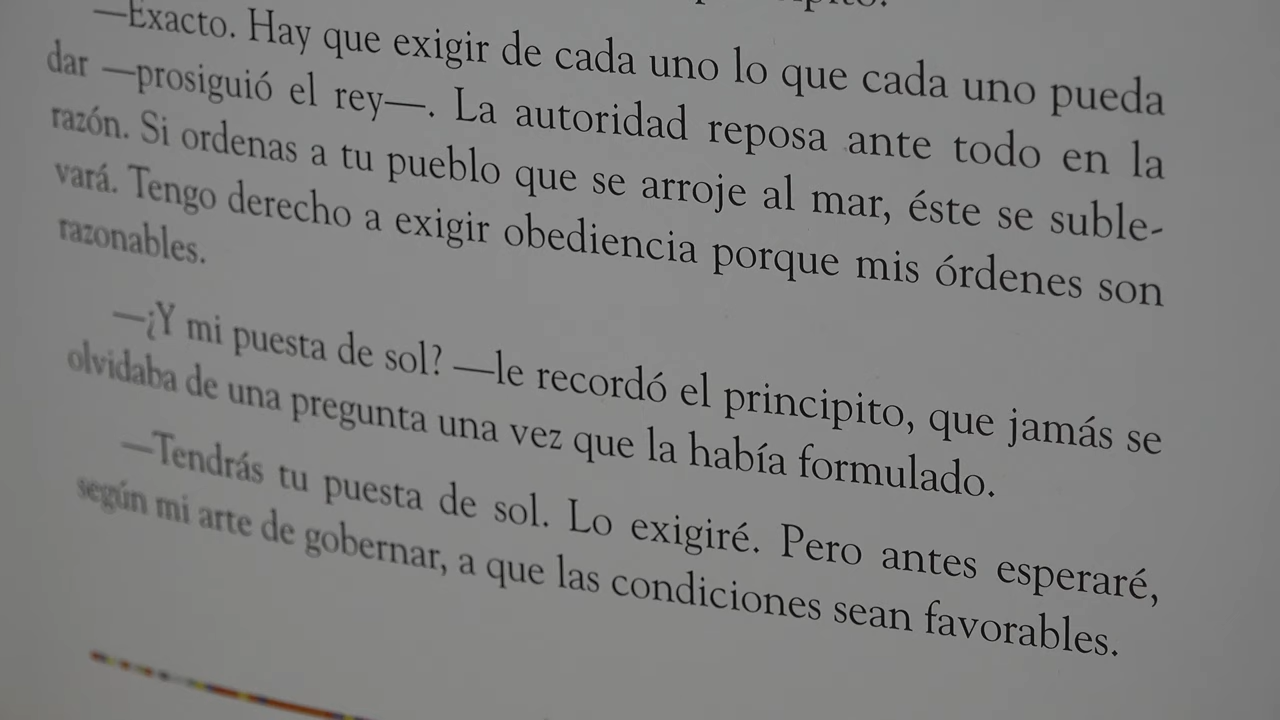 —Exacto. Hay que exigir de cada uno lo que cada uno pueda
dar —prosiguió el rey—. La autoridad reposa ante todo en la
razón. Si ordenas a tu pueblo que se arroje al mar, éste se suble-
vará. Tengo derecho a exigir obediencia porque mis órdenes son
razonables.
—¿Y mi puesta de sol? —le recordó el principito, que jamás se
olvidaba de una pregunta una vez que la había formulado.
—Tendrás tu puesta de sol. Lo exigiré. Pero antes esperaré,
según mi arte de gobernar, a que las condiciones sean favorables.